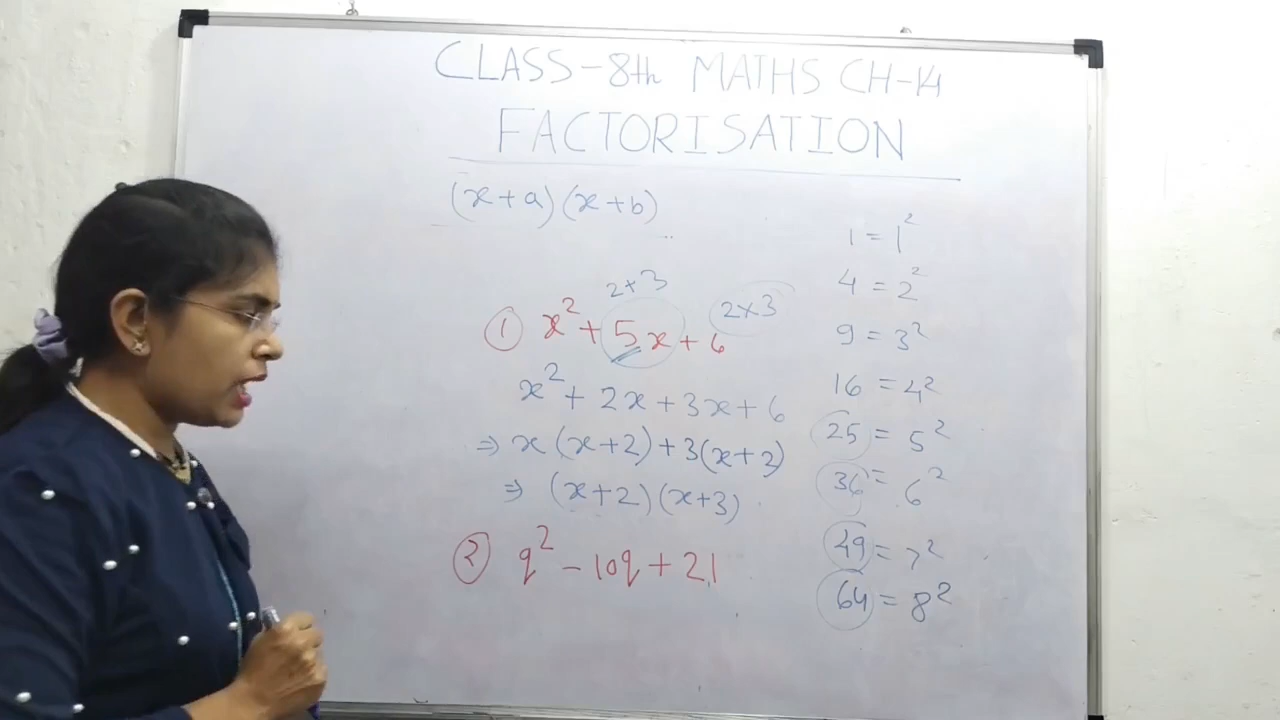 CLASS-8th MATHS CH-14
FACTORISATION
(x+a)(x+b)
2+3
2×3
① x² + 5x + 6
x² + 2x + 3x + 6
⇒ x(x+2)+3(x+2)
⇒ (x+2)(x+3)
② q² - 10q + 21
1 = 1²
4 = 2²
9 = 3²
16 = 4²
25 = 5²
36 = 6²
49 = 7²
64 = 8²